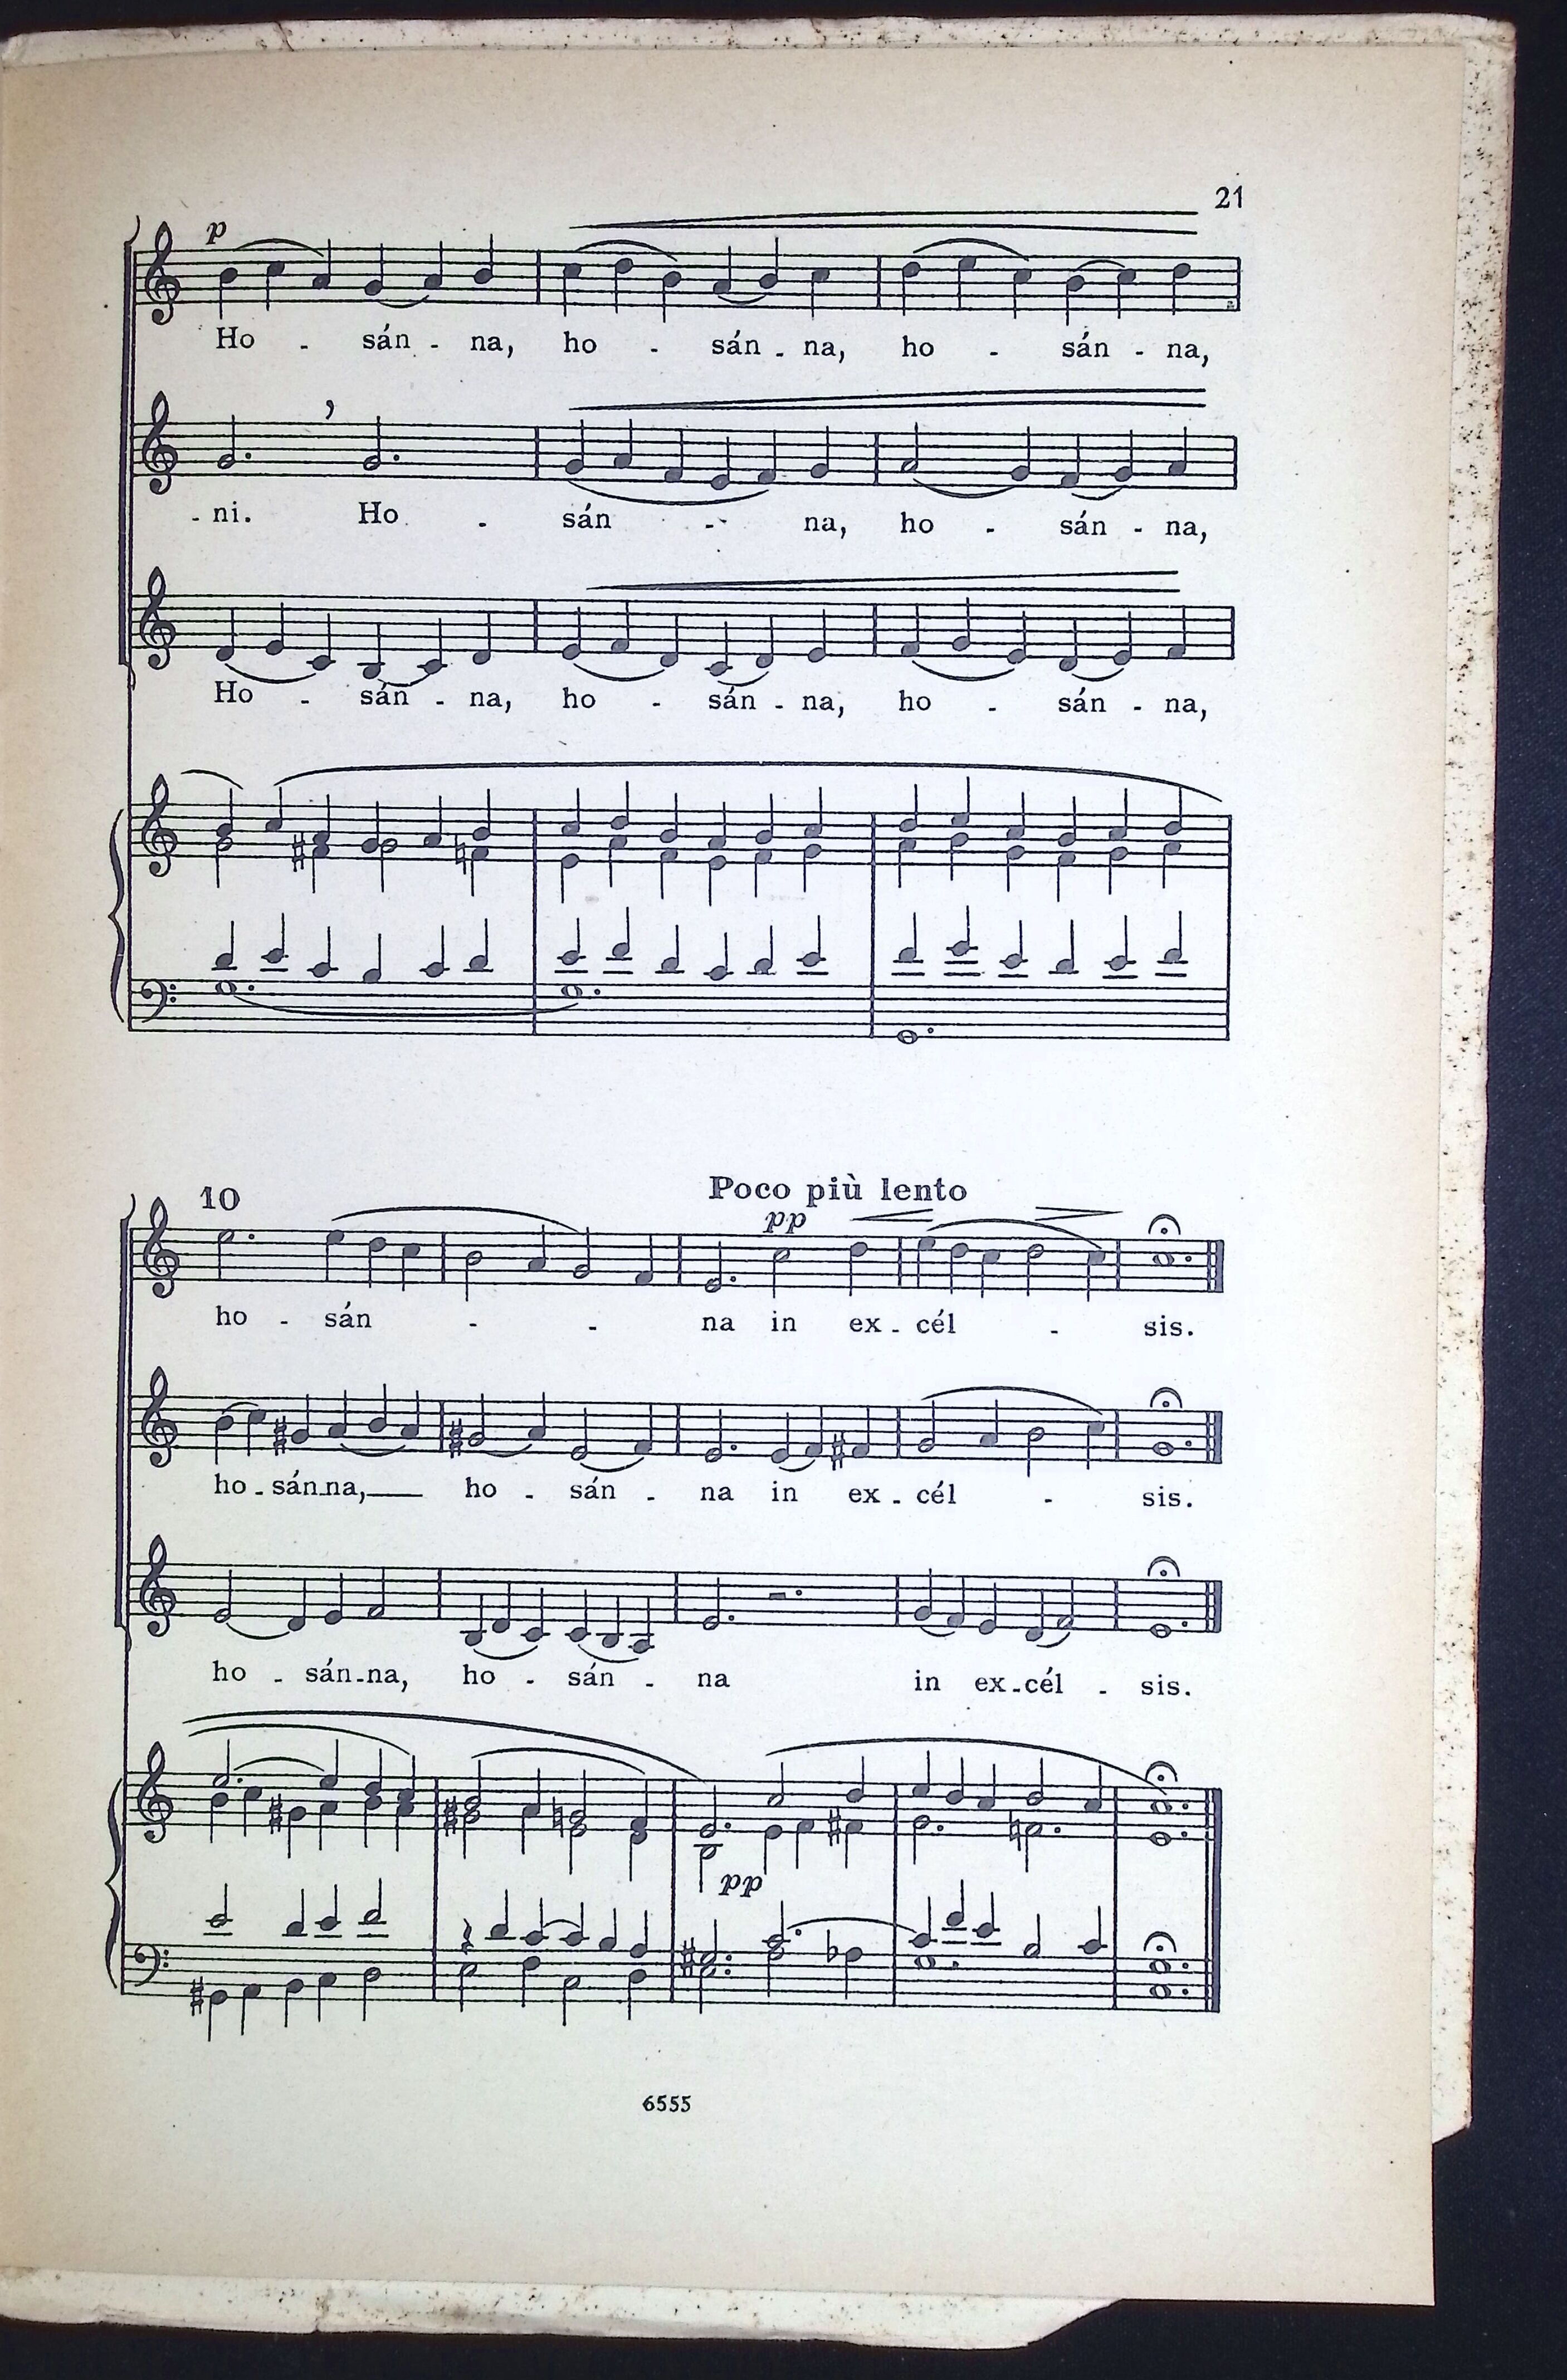 21
p
Ho - sán - na, ho - sán - na, ho - sán - na,
- ni. Ho - sán - na, ho - sán - na,
Ho - sán - na, ho - sán - na, ho - sán - na,
10
Poco più lento
pp
ho - sán - - na in ex - cél - sis.
ho - sán - na, ho - sán - na in ex - cél - sis.
ho - sán - na, ho - sán - na in ex - cél - sis.
pp
6555